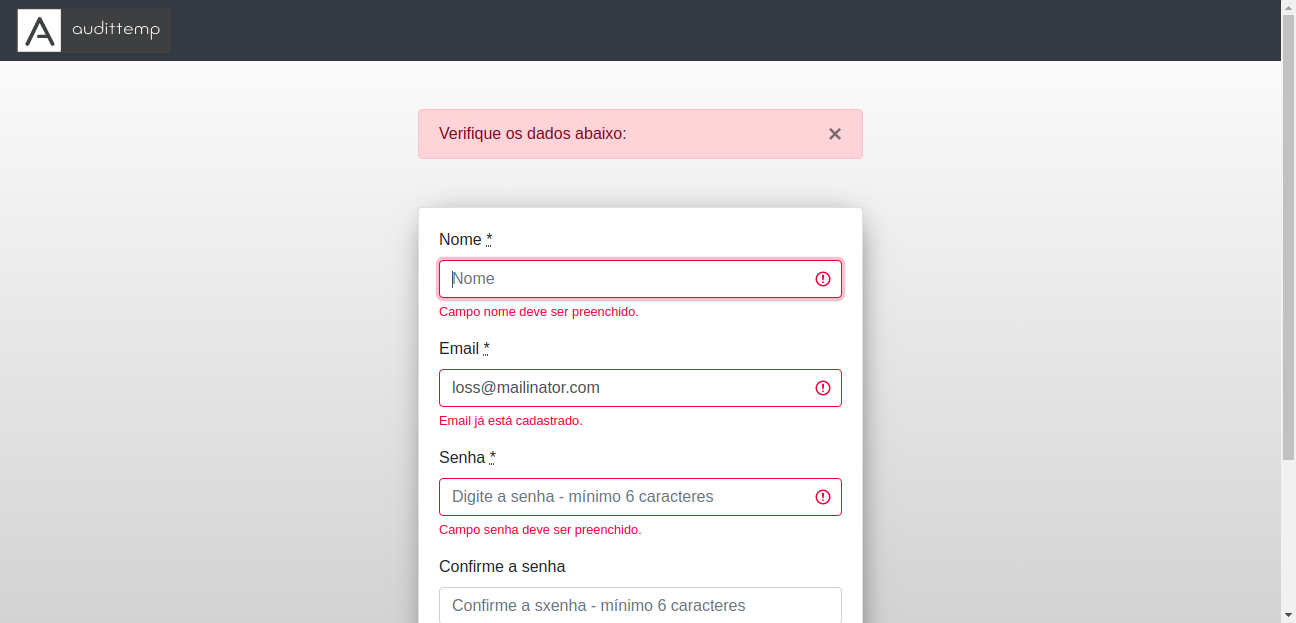 audittemp
Verifique os dados abaixo:
×
Nome *
Nome
Campo nome deve ser preenchido.
Email *
loss@mailinator.com
Email já está cadastrado.
Senha *
Digite a senha - mínimo 6 caracteres
Campo senha deve ser preenchido.
Confirme a senha
Confirme a sxenha - mínimo 6 caracteres